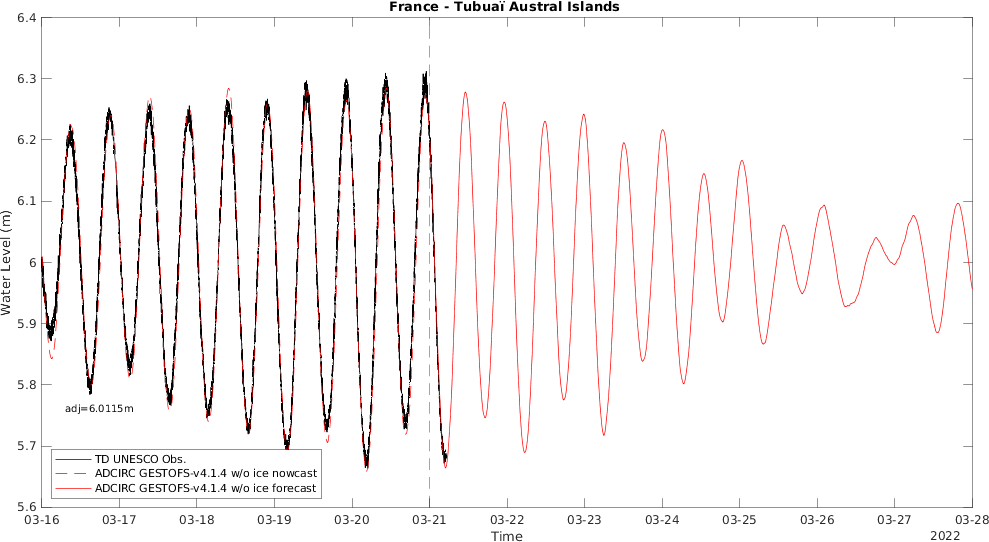 France - Tubuaï Austral Islands
6.4
6.3
6.2
6.1
6
5.9
5.8
5.7
5.6
Water Level (m)
adj=6.0115m
TD UNESCO Obs.
ADCIRC GESTOFS-v4.1.4 w/o ice nowcast
ADCIRC GESTOFS-v4.1.4 w/o ice forecast
03-16 03-17 03-18 03-19 03-20 03-21 03-22 03-23 03-24 03-25 03-26 03-27 03-28
Time
2022